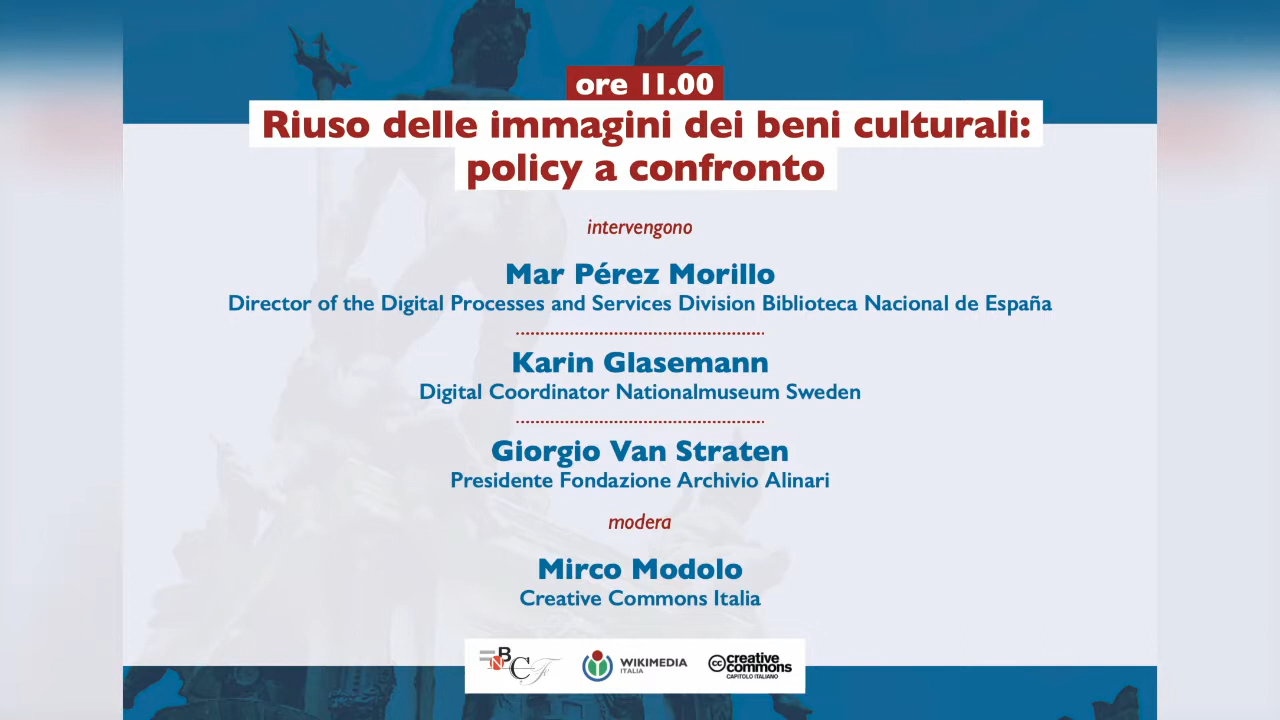 ore 11.00
Riuso delle immagini dei beni culturali:
policy a confronto
intervengono
Mar Pérez Morillo
Director of the Digital Processes and Services Division Biblioteca Nacional de España
Karin Glasemann
Digital Coordinator Nationalmuseum Sweden
Giorgio Van Straten
Presidente Fondazione Archivio Alinari
modera
Mirco Modolo
Creative Commons Italia
BNCF
WIKIMEDIA
ITALIA
cc creative
commons
CAPITOLO ITALIANO